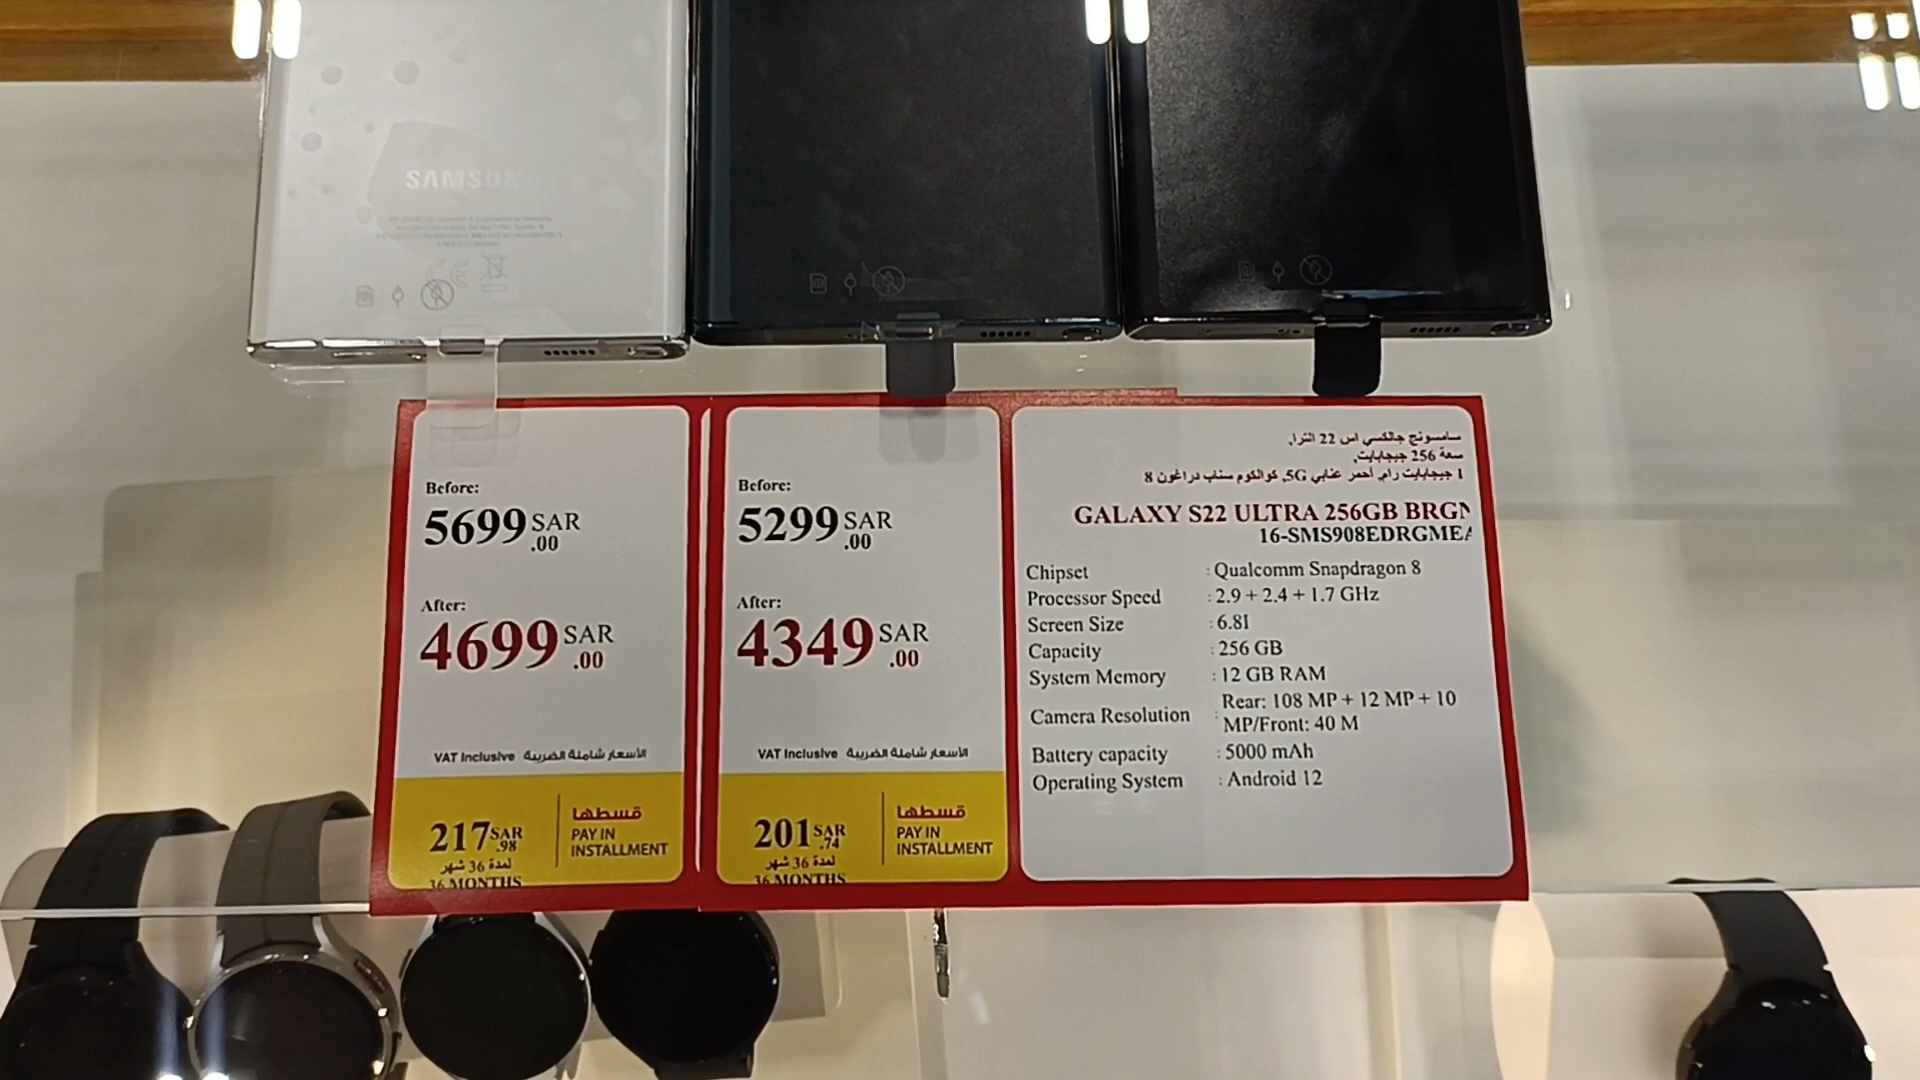 SAMSUNG
Before:
5699 SAR .00
After:
4699 SAR .00
VAT Inclusive الأسعار شاملة الضريبة
217 SAR .98
لمدة 36 شهر
36 MONTHS
قسطها
PAY IN
INSTALLMENT
Before:
5299 SAR .00
After:
4349 SAR .00
VAT Inclusive الأسعار شاملة الضريبة
201 SAR .74
لمدة 36 شهر
36 MONTHS
قسطها
PAY IN
INSTALLMENT
سامسونج جالكسي اس 22 الترا,
سعة 256 جيجابايت,
1 جيجابايت رام, أحمر عنابي 5G, كوالكوم سناب دراغون 8
GALAXY S22 ULTRA 256GB BRGN
16-SMS908EDRGMEA
Chipset : Qualcomm Snapdragon 8
Processor Speed : 2.9 + 2.4 + 1.7 GHz
Screen Size : 6.8I
Capacity : 256 GB
System Memory : 12 GB RAM
Camera Resolution : Rear: 108 MP + 12 MP + 10
MP/Front: 40 M
Battery capacity : 5000 mAh
Operating System : Android 12